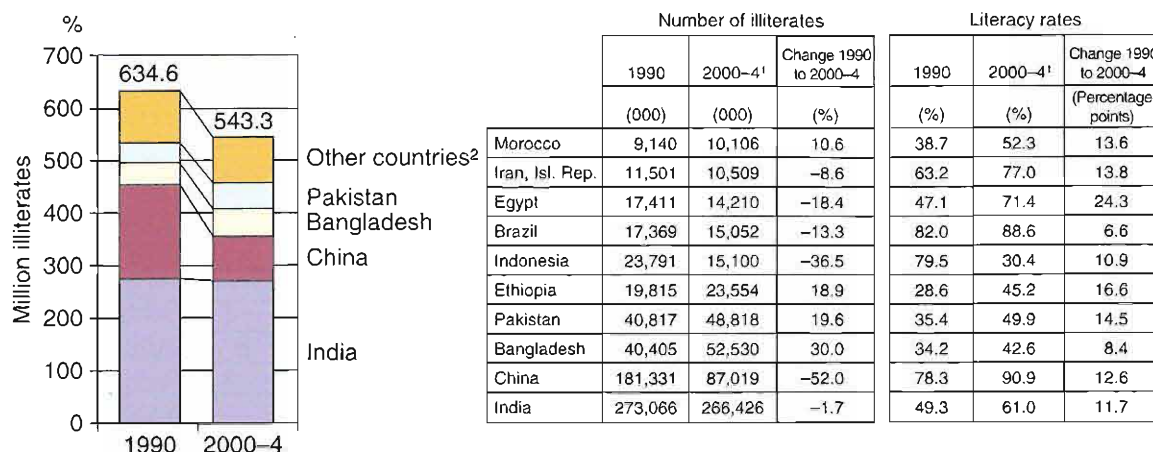 %
700
634.6
600
543.3
500
400
300
200
100
0
1990 2000–4
Million illiterates
Other countries²
Pakistan
Bangladesh
China
India
Number of illiterates Literacy rates
1990 2000–4¹ Change 1990 to 2000–4 1990 2000–4¹ Change 1990 to 2000–4
(000) (000) (%) (%) (%) (Percentage points)
Morocco 9,140 10,106 10.6 38.7 52.3 13.6
Iran, Isl. Rep. 11,501 10,509 –8.6 63.2 77.0 13.8
Egypt 17,411 14,210 –18.4 47.1 71.4 24.3
Brazil 17,369 15,052 –13.3 82.0 88.6 6.6
Indonesia 23,791 15,100 –36.5 79.5 30.4 10.9
Ethiopia 19,815 23,554 18.9 28.6 45.2 16.6
Pakistan 40,817 48,818 19.6 35.4 49.9 14.5
Bangladesh 40,405 52,530 30.0 34.2 42.6 8.4
China 181,331 87,019 –52.0 78.3 90.9 12.6
India 273,066 266,426 –1.7 49.3 61.0 11.7